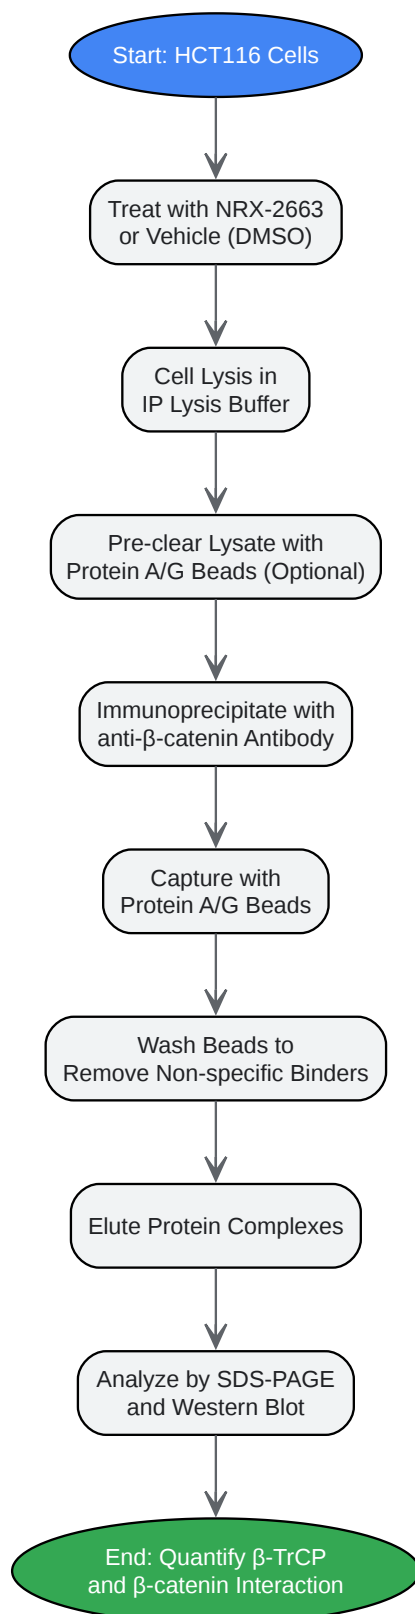 Start: HCT116 Cells
Treat with NRX-2663
or Vehicle (DMSO)
Cell Lysis in
IP Lysis Buffer
Pre-clear Lysate with
Protein A/G Beads (Optional)
Immunoprecipitate with
anti-β-catenin Antibody
Capture with
Protein A/G Beads
Wash Beads to
Remove Non-specific Binders
Elute Protein Complexes
Analyze by SDS-PAGE
and Western Blot
End: Quantify β-TrCP
and β-catenin Interaction